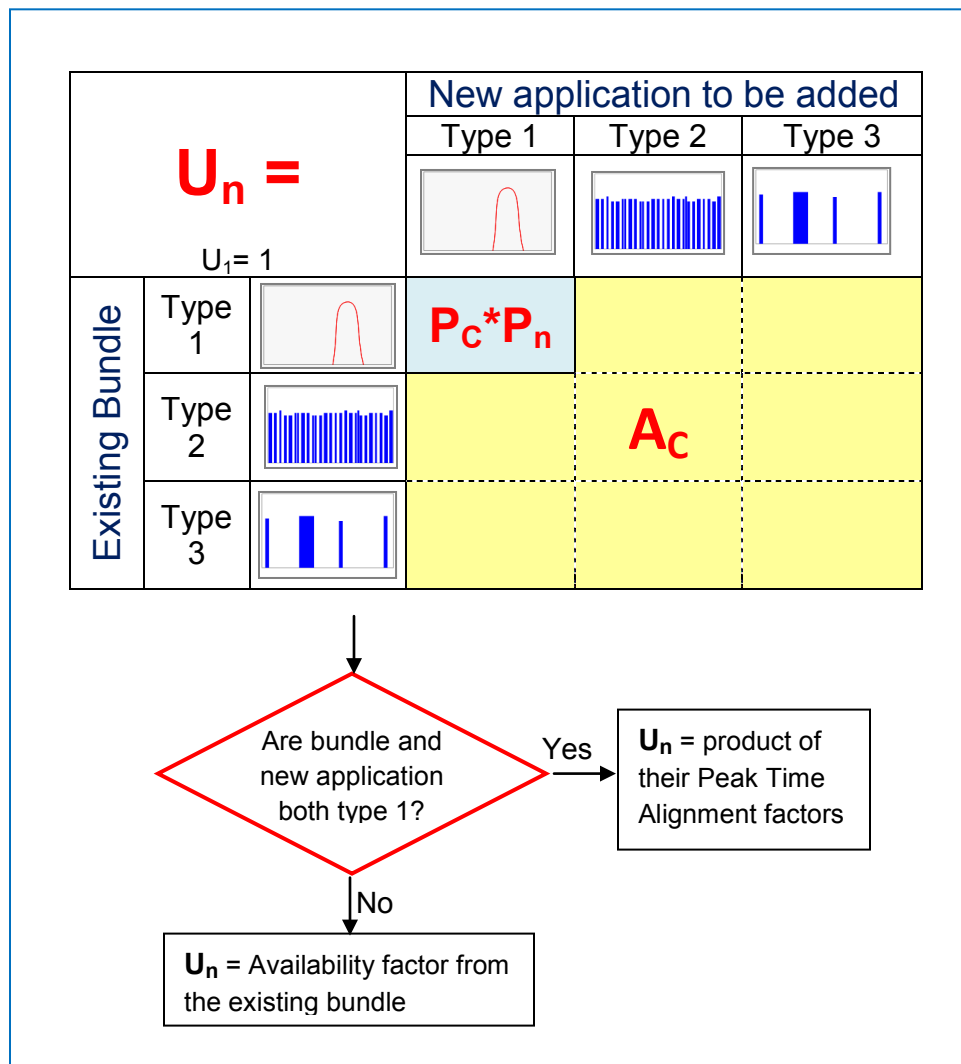 New application to be added
Type 1 Type 2 Type 3
Uₙ =
U₁= 1
Existing Bundle
Type
1
P_C*Pₙ
Type
2
A_C
Type
3
Are bundle and
new application
both type 1?
Yes
Uₙ = product of
their Peak Time
Alignment factors
No
Uₙ = Availability factor from
the existing bundle